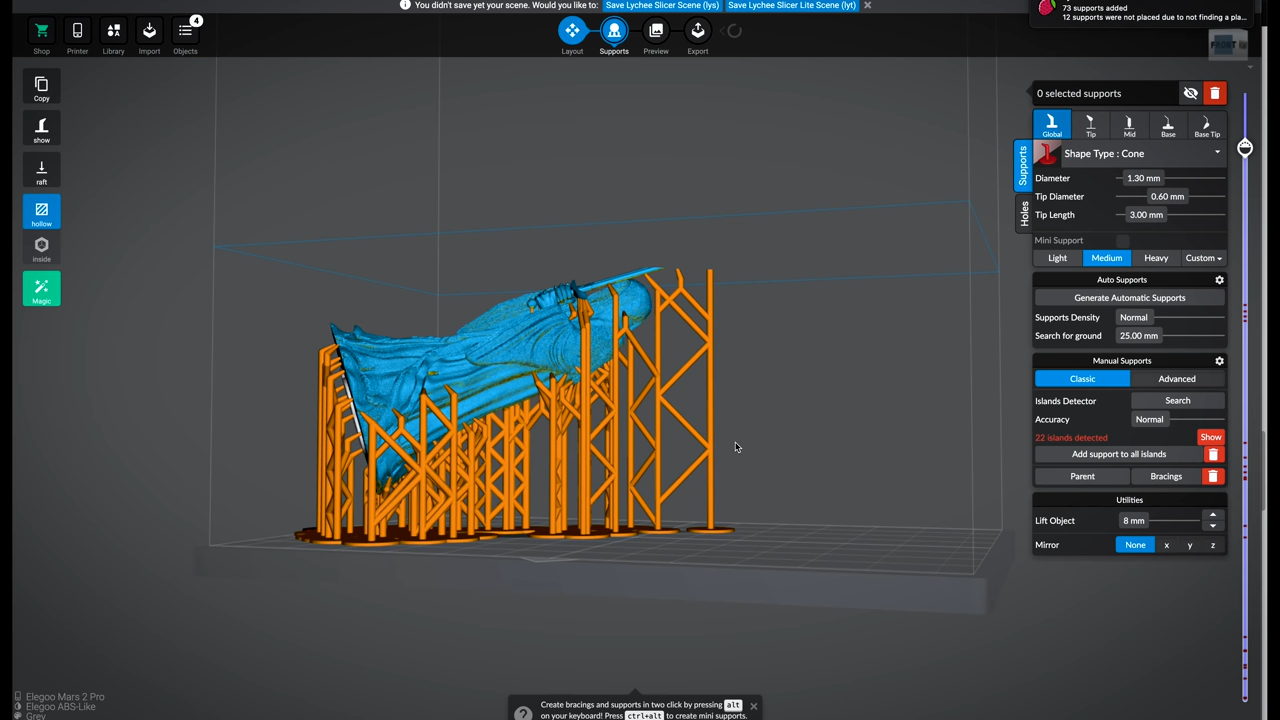 You didn't save yet your scene. Would you like to: Save Lychee Slicer Scene (lys) Save Lychee Slicer Lite Scene (lyt)
73 supports added
12 supports were not placed due to not finding a pla...
Shop Printer Library Import Objects 4
Layout Supports Preview Export
FRONT
Copy
show
raft
hollow
inside
Magic
0 selected supports
Global Tip Mid Base Base Tip
Supports
Holes
Shape Type : Cone
Diameter 1.30 mm
Tip Diameter 0.60 mm
Tip Length 3.00 mm
Mini Support
Light Medium Heavy Custom
Auto Supports
Generate Automatic Supports
Supports Density Normal
Search for ground 25.00 mm
Manual Supports
Classic Advanced
Islands Detector Search
Accuracy Normal
22 islands detected Show
Add support to all islands
Parent Bracings
Utilities
Lift Object 8 mm
Mirror None x y z
Elegoo Mars 2 Pro
Elegoo ABS-Like
Grey
? Create bracings and supports in two click by pressing alt
on your keyboard! Press ctrl+alt to create mini supports.